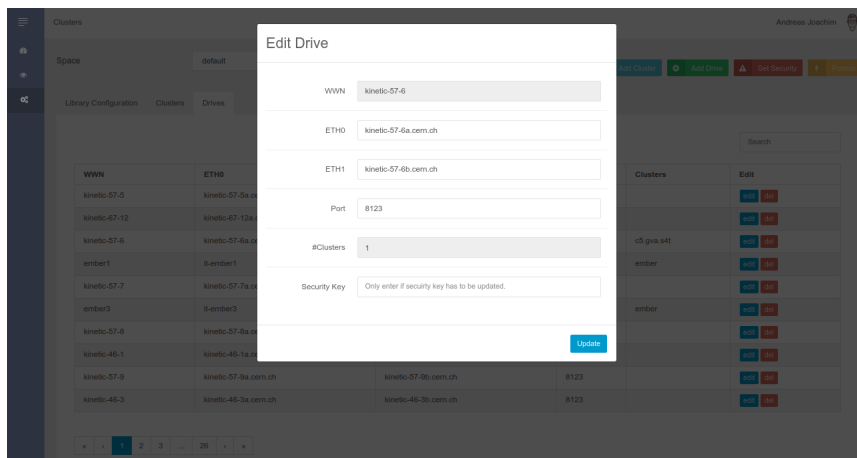 Clusters
Andreas Joachim
Edit Drive
Space default
Add Cluster Add Drive Set Security
Library Configuration Clusters Drives
Search
WWN kinetic-57-6
ETH0 kinetic-57-6a.cern.ch
ETH1 kinetic-57-6b.cern.ch
Port 8123
#Clusters 1
Security Key Only enter if secuirty key has to be updated.
Update
WWN ETH0 Clusters Edit
kinetic-57-5 kinetic-57-5a.ce edit del
kinetic-67-12 kinetic-67-12a. edit del
kinetic-57-6 kinetic-57-6a.ce c5.gva.s4t edit del
ember1 it-ember1 ember edit del
kinetic-57-7 kinetic-57-7a.ce edit del
ember3 it-ember3 ember edit del
kinetic-57-8 kinetic-57-8a.ce edit del
kinetic-46-1 kinetic-46-1a.ce edit del
kinetic-57-9 kinetic-57-9a.cern.ch kinetic-57-9b.cern.ch 8123 edit del
kinetic-46-3 kinetic-46-3a.cern.ch kinetic-46-3b.cern.ch 8123 edit del
« ‹ 1 2 3 ... 26 › »